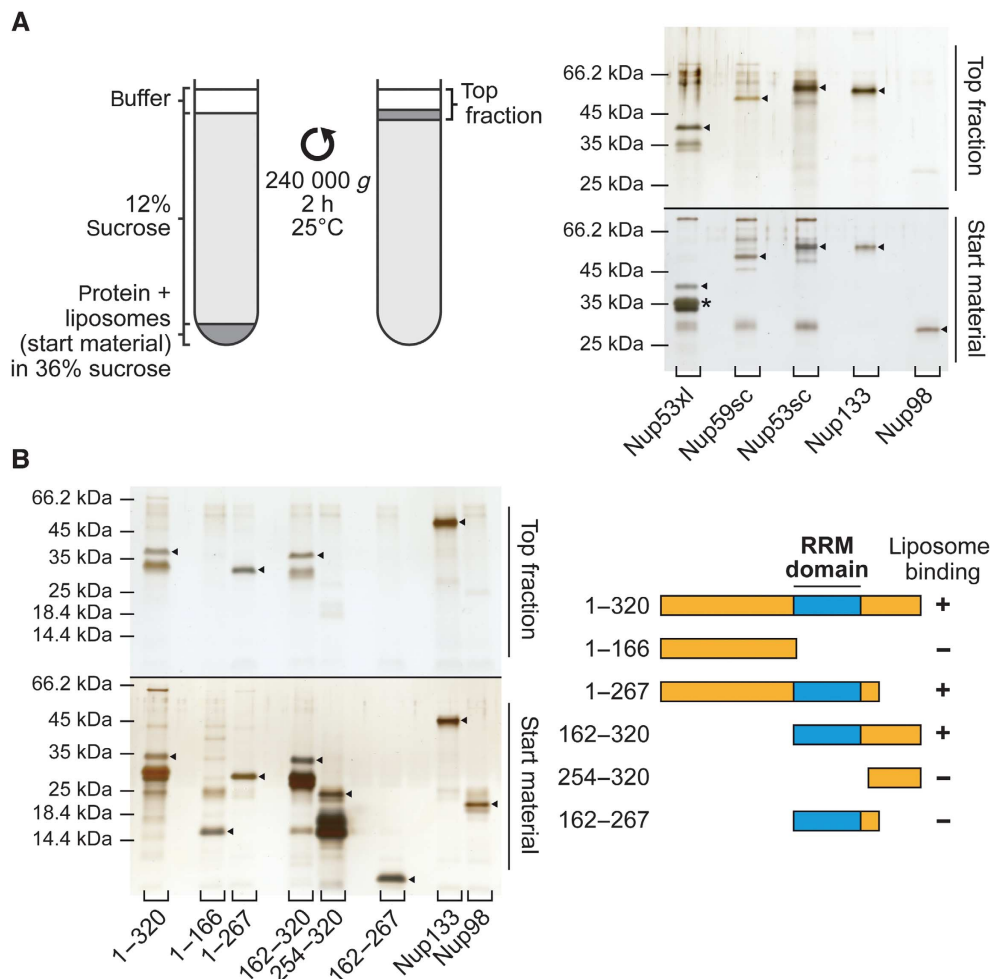 A
Buffer
12%
Sucrose
Protein +
liposomes
(start material)
in 36% sucrose
240 000 g
2 h
25°C
Top
fraction
66.2 kDa
45 kDa
35 kDa
25 kDa
Top fraction
66.2 kDa
45 kDa
35 kDa
25 kDa
*
Start material
Nup53xl
Nup59sc
Nup53sc
Nup133
Nup98
B
66.2 kDa
45 kDa
35 kDa
25 kDa
18.4 kDa
14.4 kDa
Top fraction
66.2 kDa
45 kDa
35 kDa
25 kDa
18.4 kDa
14.4 kDa
Start material
1–320
1–166
1–267
162–320
254–320
162–267
Nup133
Nup98
RRM
domain
Liposome
binding
1–320 +
1–166 –
1–267 +
162–320 +
254–320 –
162–267 –